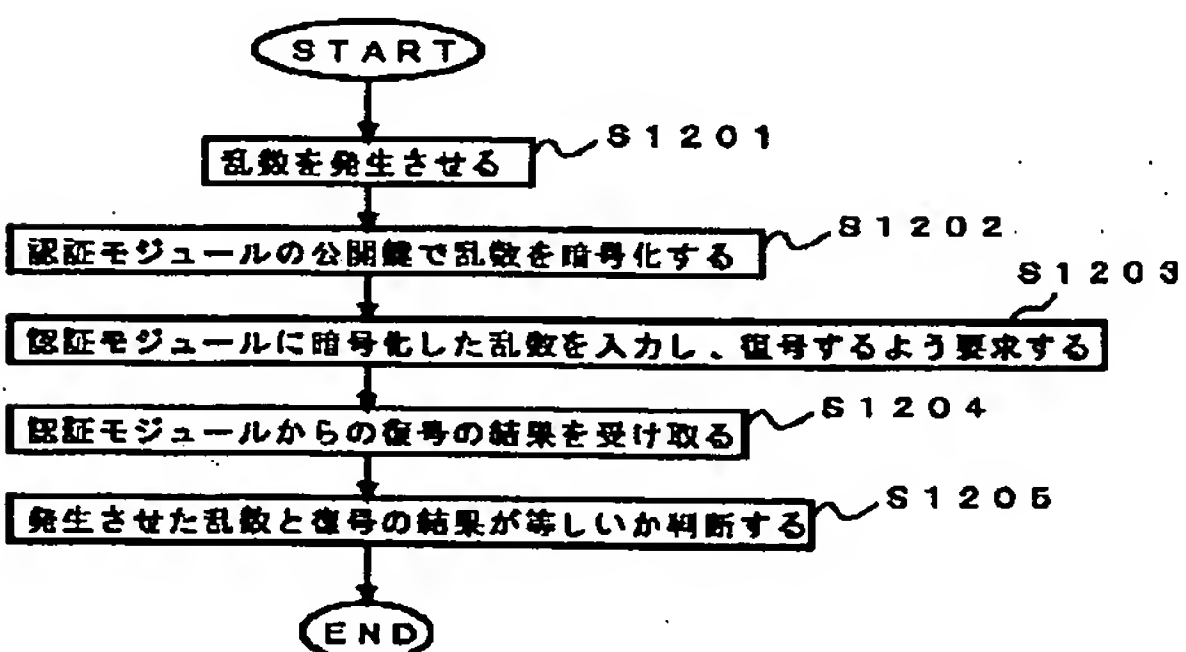 START
乱数を発生させる
S1201
認証モジュールの公開鍵で乱数を暗号化する
S1202
認証モジュールに暗号化した乱数を入力し、復号するよう要求する
S1203
認証モジュールからの復号の結果を受け取る
S1204
発生させた乱数と復号の結果が等しいか判断する
S1205
END